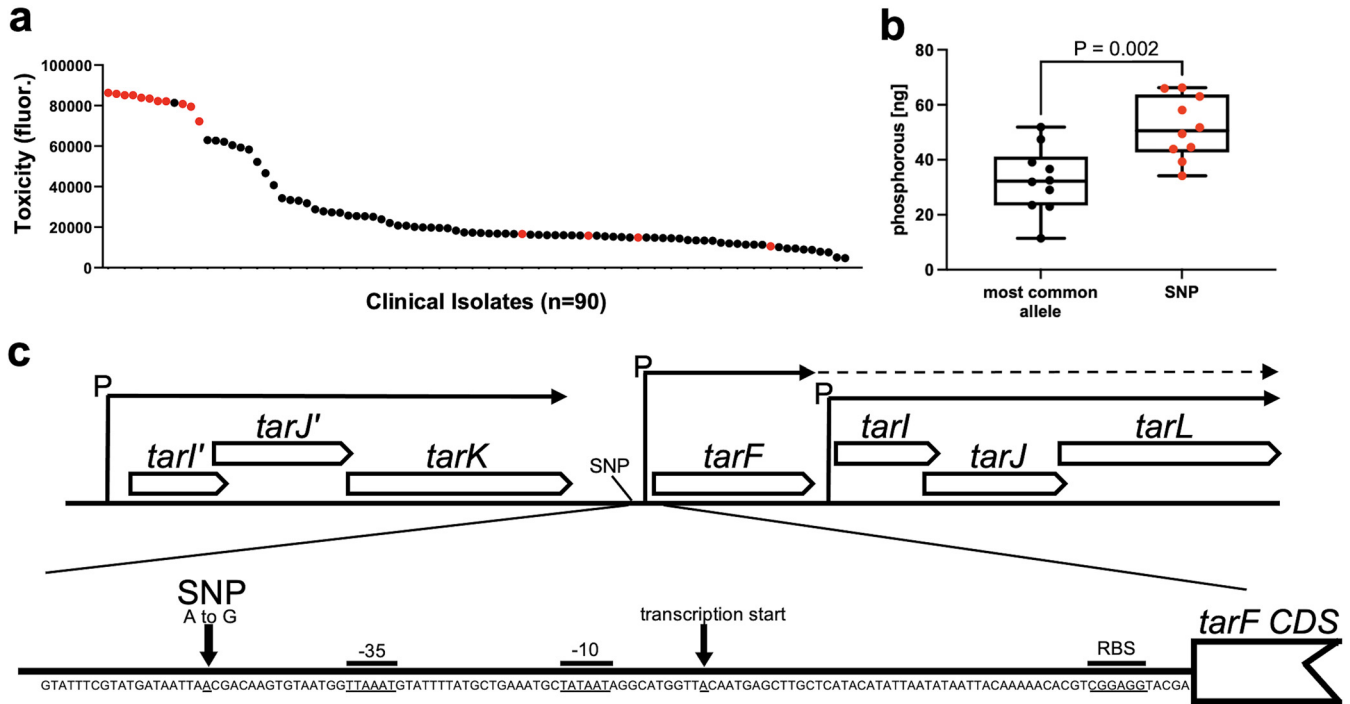 a
Toxicity (fluor.)
100000
80000
60000
40000
20000
0
Clinical Isolates (n=90)
b
P = 0.002
phosphorous [ng]
80
60
40
20
0
most common
allele
SNP
c
P
P
P
tarI'
tarJ'
tarK
SNP
tarF
tarI
tarJ
tarL
SNP
A to G
-35
-10
transcription start
RBS
tarF CDS
GTATTTCGTATGATAATTAACGACAAGTGTAATGGTTAAATGTATTTTATGCTGAAATGCTATAATAGGCATGGTTACAATGAGCTTGCTCATACATATTAATATAATTACAAAAACACGTCGGAGGTACGA